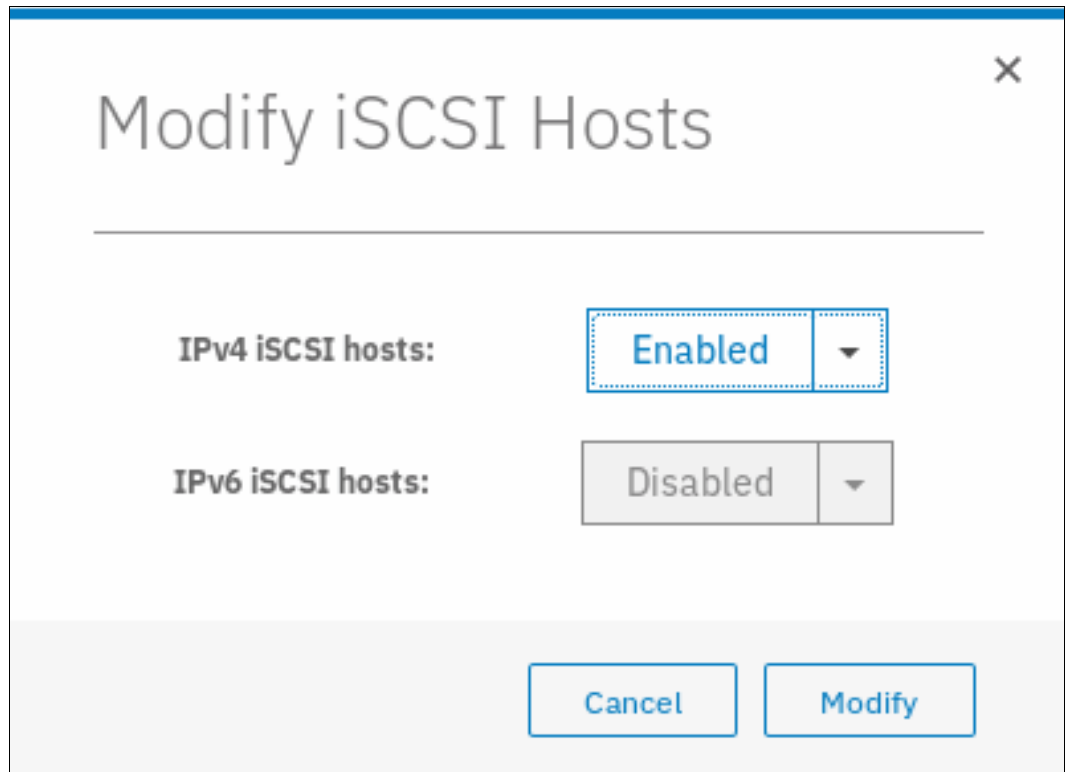 Modify iSCSI Hosts
IPv4 iSCSI hosts: Enabled
IPv6 iSCSI hosts: Disabled
Cancel Modify